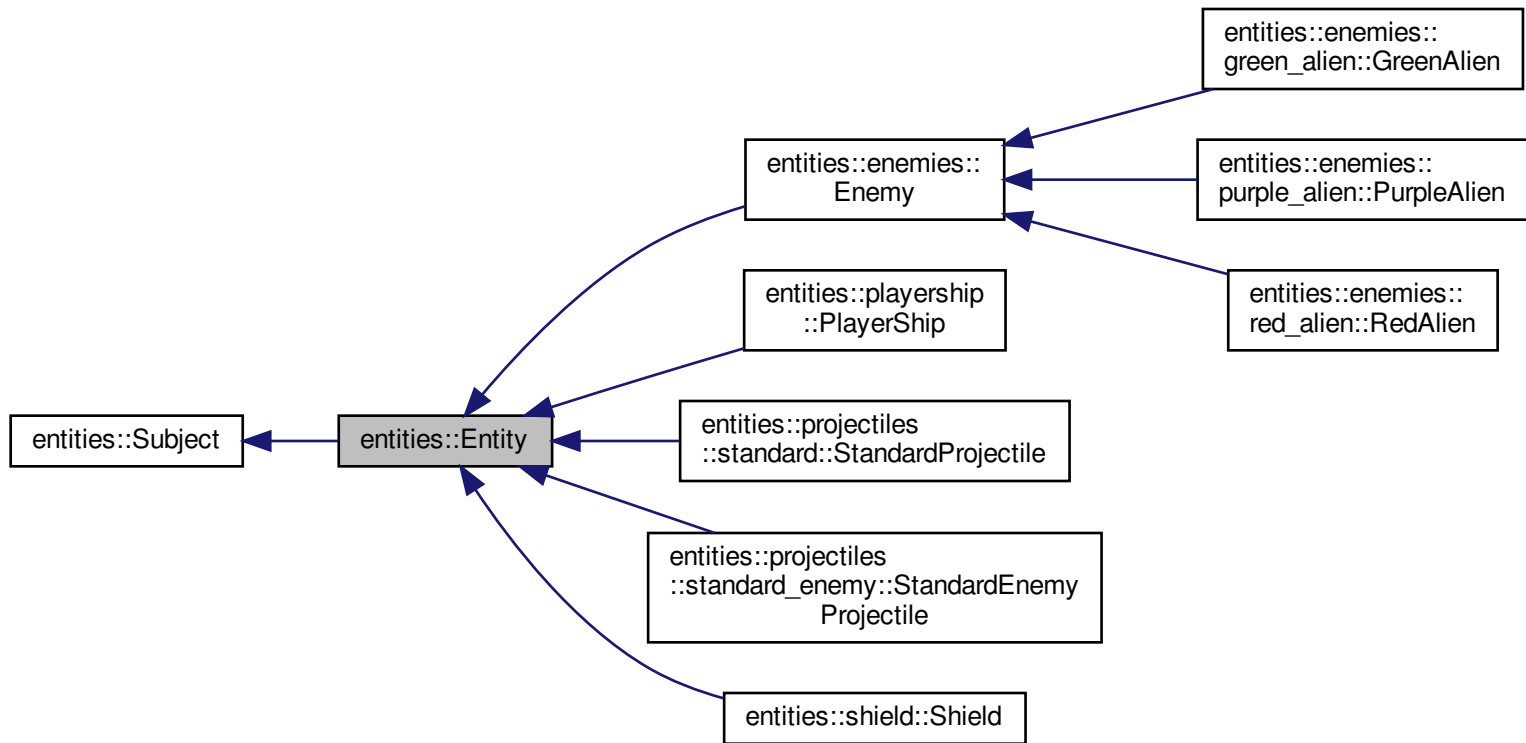 entities::Subject
entities::Entity
entities::enemies::
Enemy
entities::playership
::PlayerShip
entities::projectiles
::standard::StandardProjectile
entities::projectiles
::standard_enemy::StandardEnemy
Projectile
entities::shield::Shield
entities::enemies::
green_alien::GreenAlien
entities::enemies::
purple_alien::PurpleAlien
entities::enemies::
red_alien::RedAlien